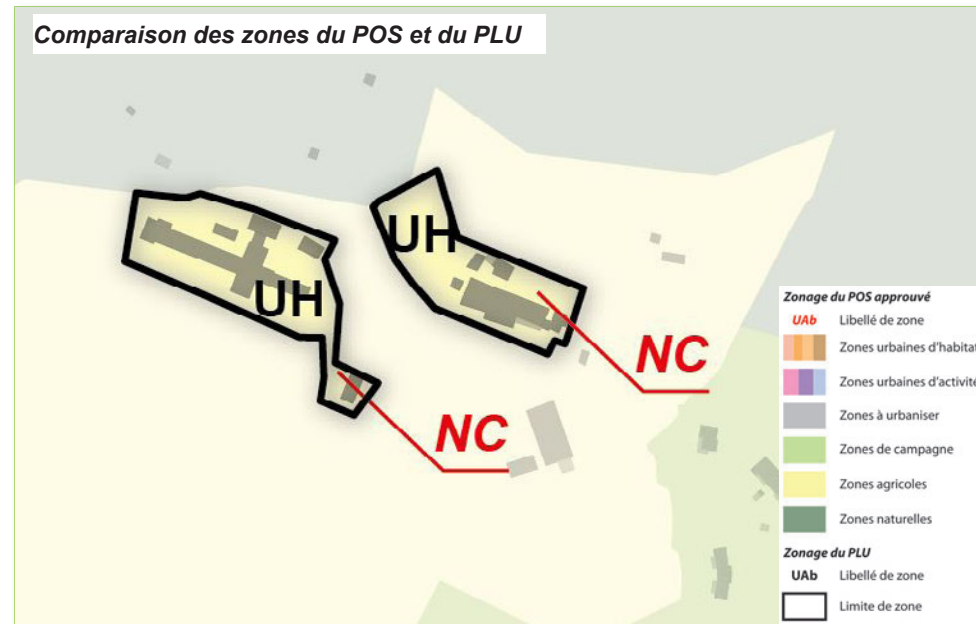 Comparaison des zones du POS et du PLU
UH
UH
NC
NC
Zonage du POS approuvé
UAb Libellé de zone
Zones urbaines d'habitat
Zones urbaines d'activité
Zones à urbaniser
Zones de campagne
Zones agricoles
Zones naturelles
Zonage du PLU
UAb Libellé de zone
Limite de zone